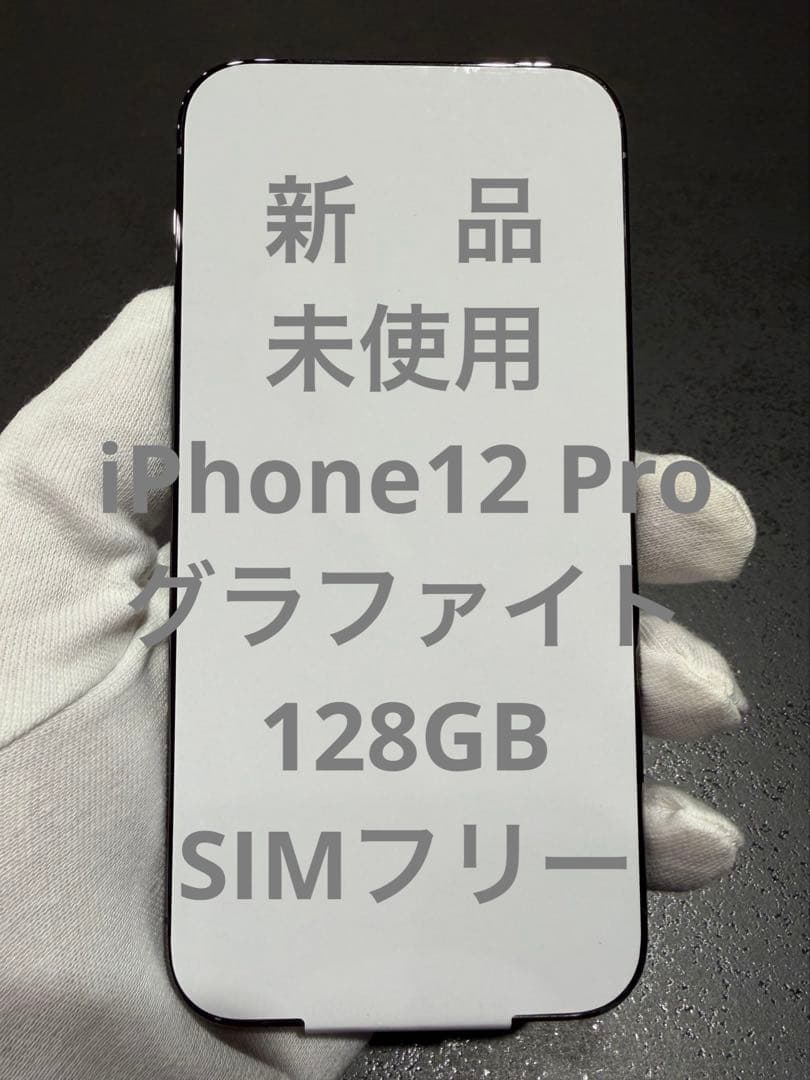 新　品
未使用
iPhone12 Pro
グラファイト
128GB
SIMフリー